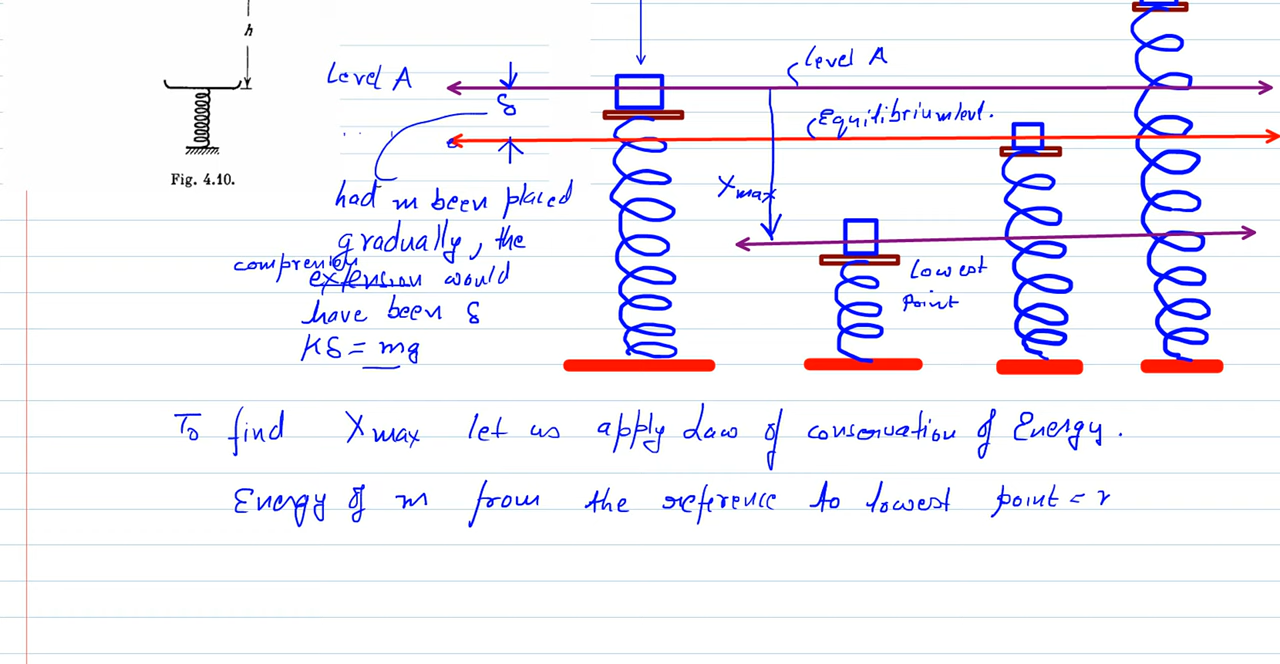 h
Level A
δ
Level A
Equilibrium levl.
Xmax
Fig. 4.10.
had m been placed
gradually, the
compression
extension would
have been δ
Kδ = mg
Lowest
Point
To find Xmax let us apply Law of conservation of Energy.
Energy of m from the reference to lowest point =